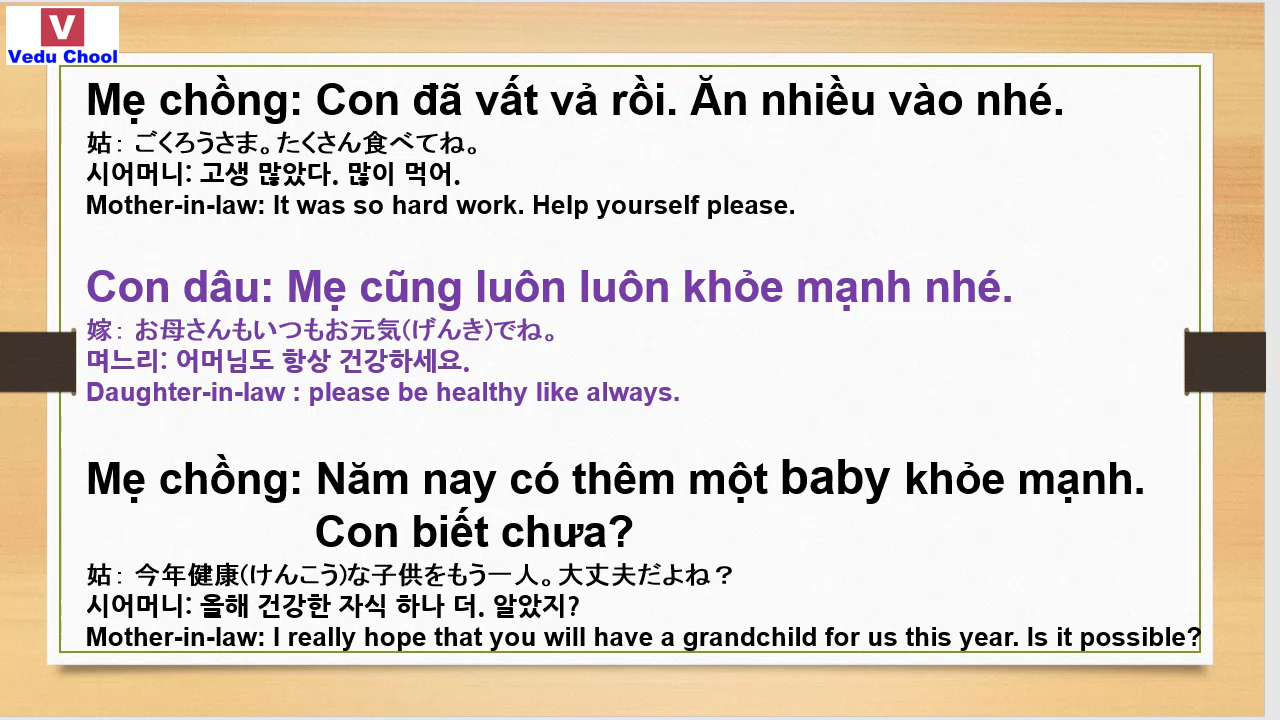 V
Vedu Chool
Mẹ chồng: Con đã vất vả rồi. Ăn nhiều vào nhé.
姑： ごくろうさま。たくさん食べてね。
시어머니: 고생 많았다. 많이 먹어.
Mother-in-law: It was so hard work. Help yourself please.
Con dâu: Mẹ cũng luôn luôn khỏe mạnh nhé.
嫁： お母さんもいつもお元気(げんき)でね。
며느리: 어머님도 항상 건강하세요.
Daughter-in-law : please be healthy like always.
Mẹ chồng: Năm nay có thêm một baby khỏe mạnh.
Con biết chưa?
姑： 今年健康(けんこう)な子供をもう一人。大丈夫だよね？
시어머니: 올해 건강한 자식 하나 더. 알았지?
Mother-in-law: I really hope that you will have a grandchild for us this year. Is it possible?